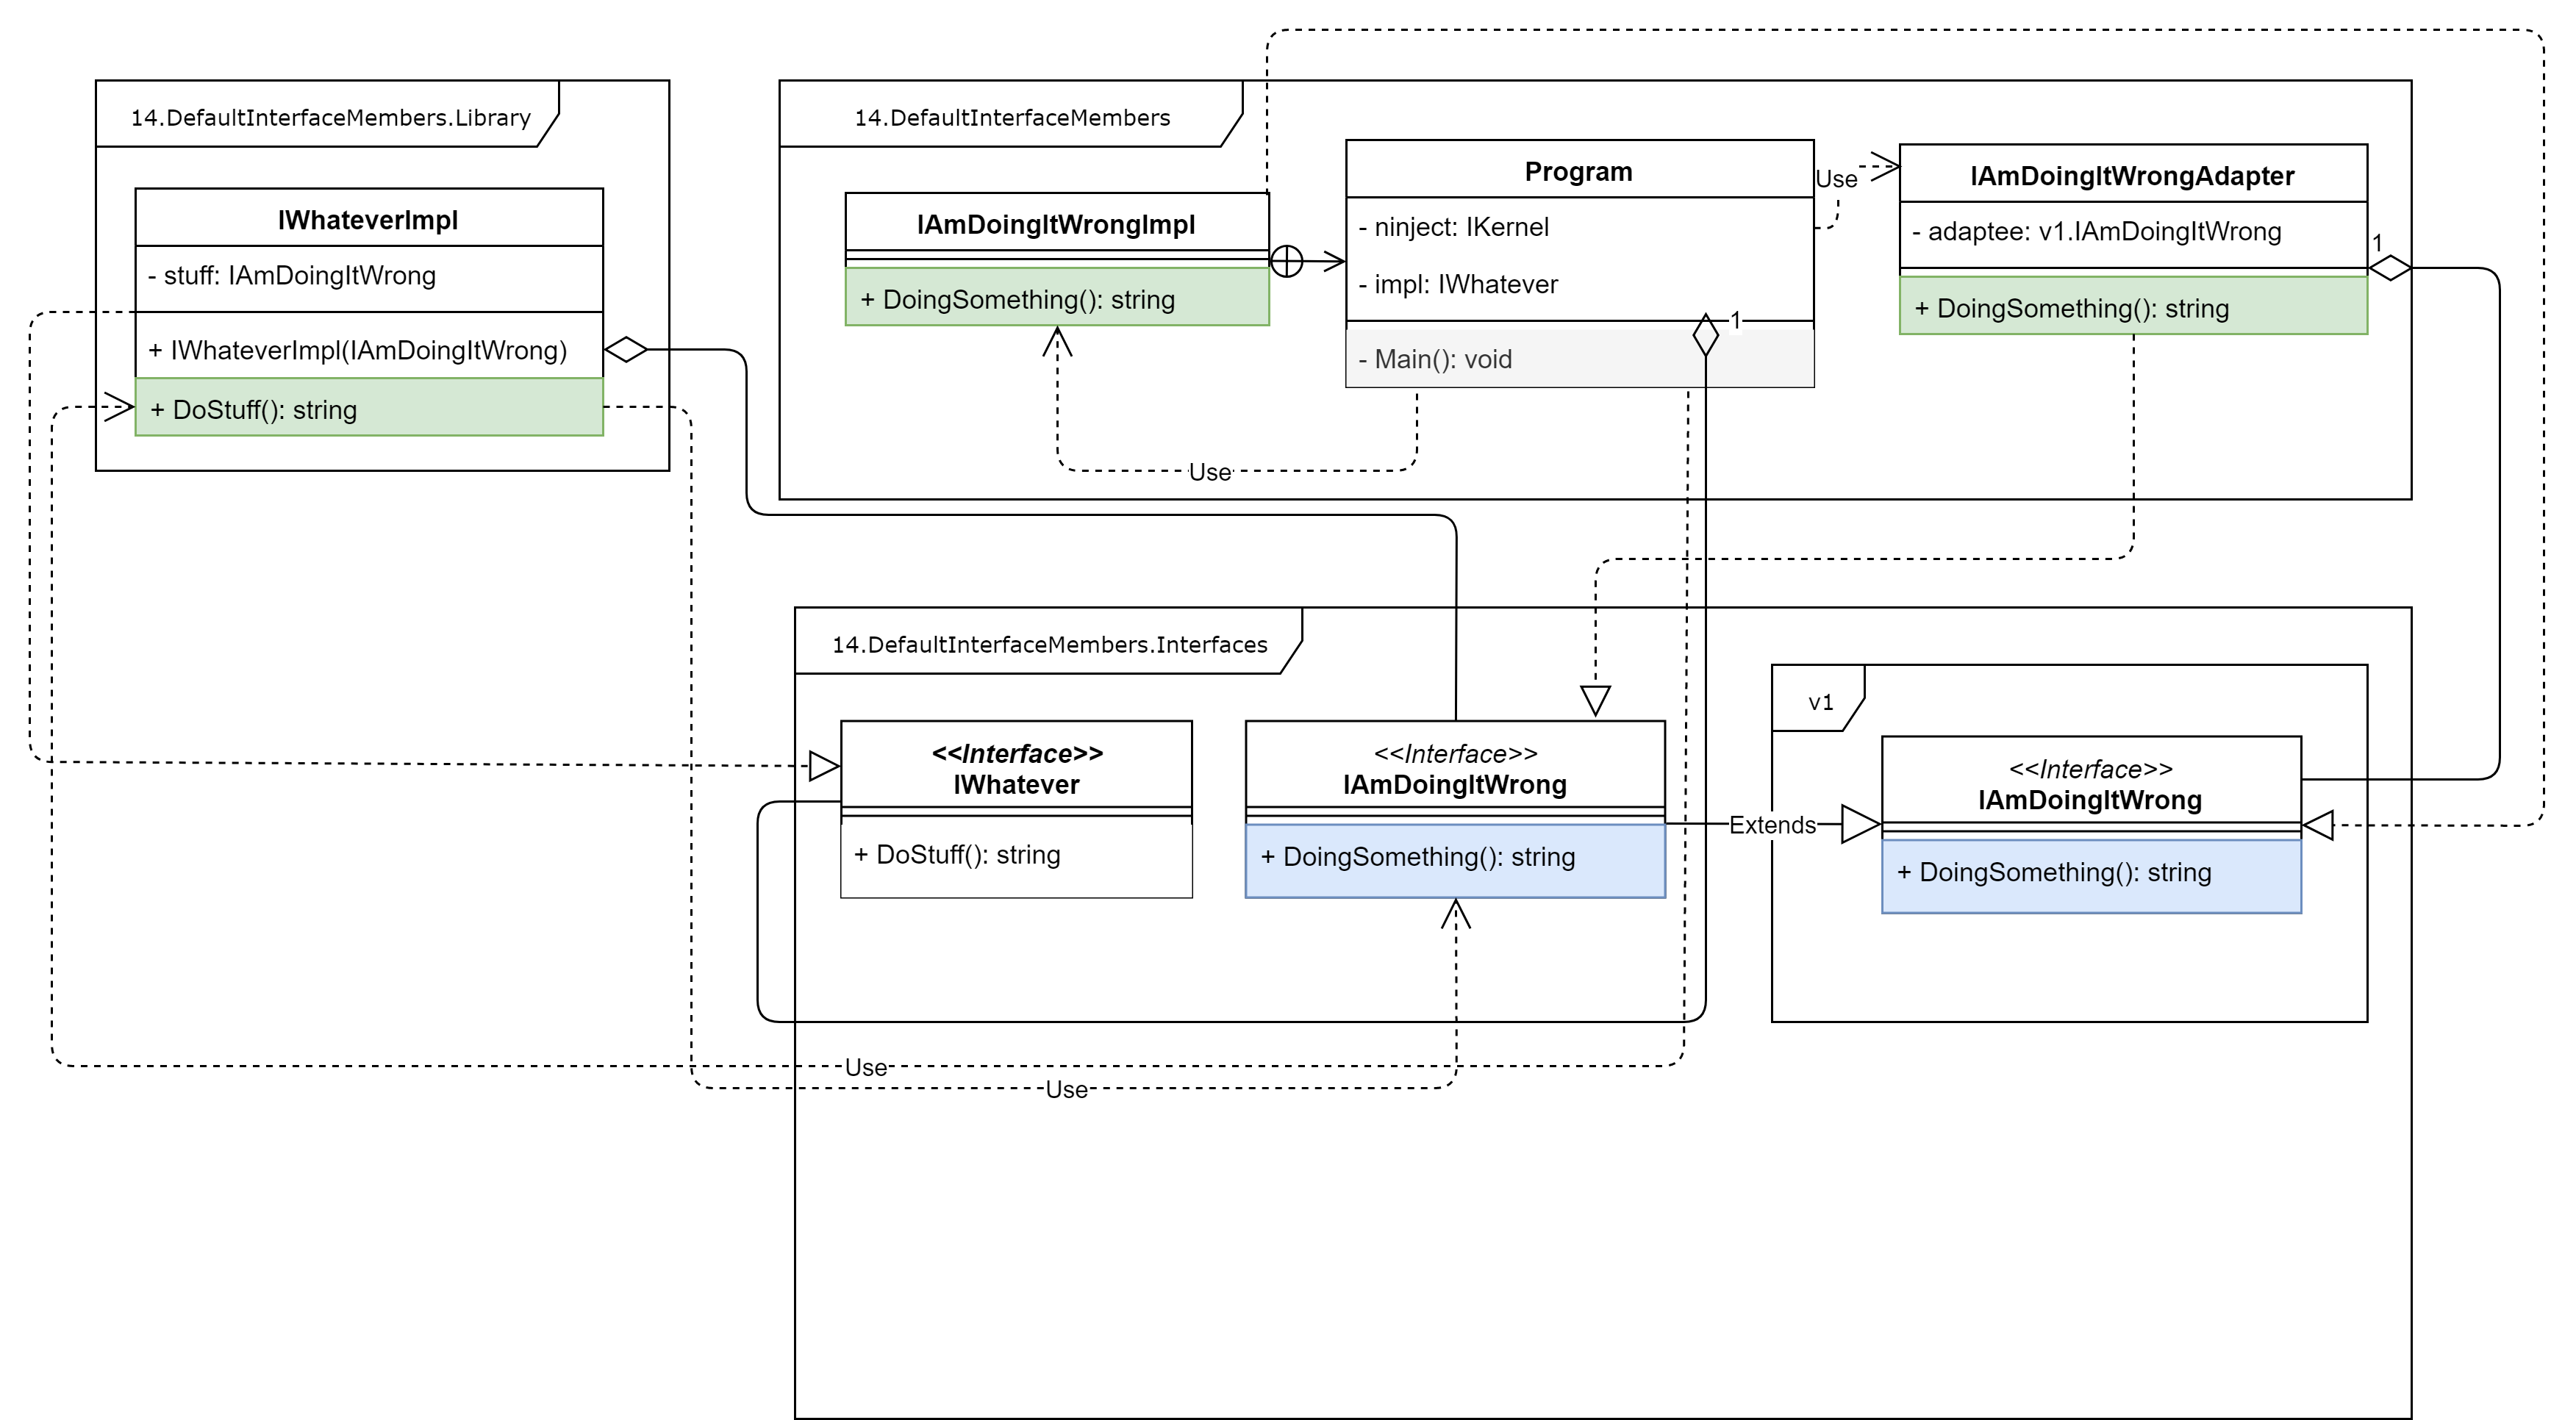 14.DefaultInterfaceMembers.Library
IWhateverImpl
- stuff: IAmDoingItWrong
+ IWhateverImpl(IAmDoingItWrong)
+ DoStuff(): string
14.DefaultInterfaceMembers
IAmDoingItWrongImpl
+ DoingSomething(): string
Program
- ninject: IKernel
- impl: IWhatever
1
- Main(): void
Use
IAmDoingItWrongAdapter
- adaptee: v1.IAmDoingItWrong
1
+ DoingSomething(): string
Use
14.DefaultInterfaceMembers.Interfaces
<<Interface>>
IWhatever
+ DoStuff(): string
<<Interface>>
IAmDoingItWrong
+ DoingSomething(): string
Extends
v1
<<Interface>>
IAmDoingItWrong
+ DoingSomething(): string
Use
Use